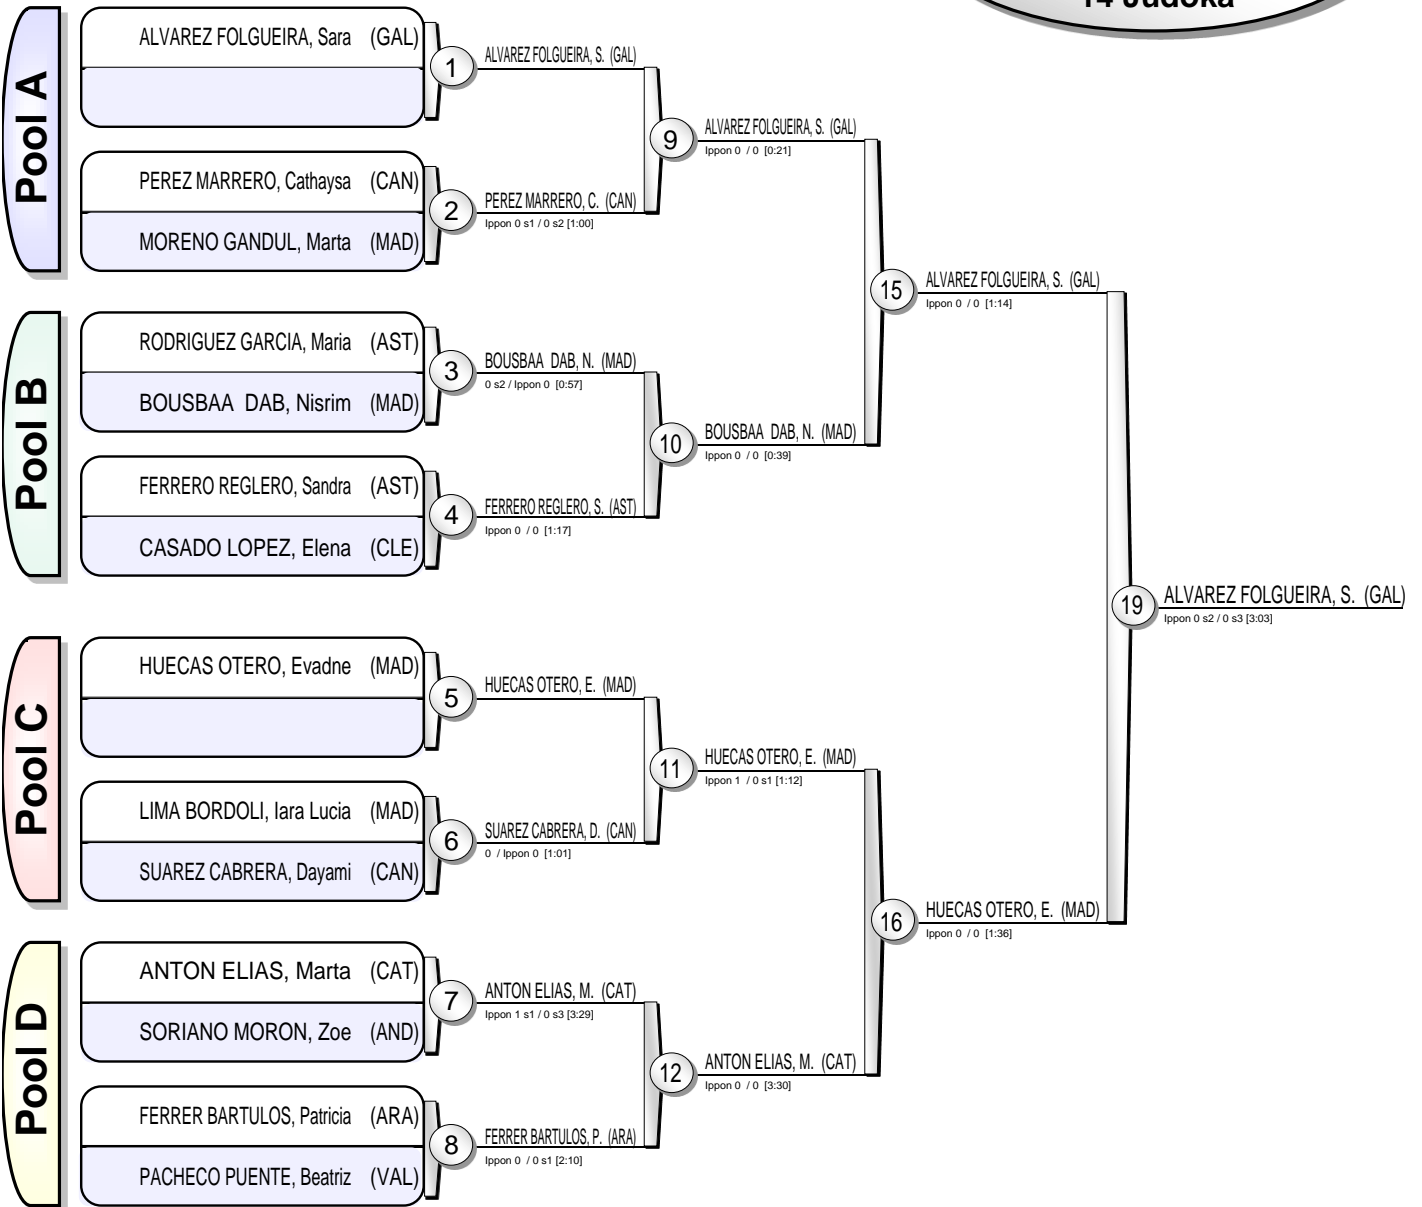 14 Judoka
Pool A
ALVAREZ FOLGUEIRA, Sara (GAL)
1
ALVAREZ FOLGUEIRA, S. (GAL)
PEREZ MARRERO, Cathaysa (CAN)
MORENO GANDUL, Marta (MAD)
2
PEREZ MARRERO, C. (CAN)
Ippon 0 s1 / 0 s2 [1:00]
9
ALVAREZ FOLGUEIRA, S. (GAL)
Ippon 0 / 0 [0:21]
Pool B
RODRIGUEZ GARCIA, Maria (AST)
BOUSBAA DAB, Nisrim (MAD)
3
BOUSBAA DAB, N. (MAD)
0 s2 / Ippon 0 [0:57]
FERRERO REGLERO, Sandra (AST)
CASADO LOPEZ, Elena (CLE)
4
FERRERO REGLERO, S. (AST)
Ippon 0 / 0 [1:17]
10
BOUSBAA DAB, N. (MAD)
Ippon 0 / 0 [0:39]
15
ALVAREZ FOLGUEIRA, S. (GAL)
Ippon 0 / 0 [1:14]
Pool C
HUECAS OTERO, Evadne (MAD)
5
HUECAS OTERO, E. (MAD)
LIMA BORDOLI, Iara Lucia (MAD)
SUAREZ CABRERA, Dayami (CAN)
6
SUAREZ CABRERA, D. (CAN)
0 / Ippon 0 [1:01]
11
HUECAS OTERO, E. (MAD)
Ippon 1 / 0 s1 [1:12]
Pool D
ANTON ELIAS, Marta (CAT)
SORIANO MORON, Zoe (AND)
7
ANTON ELIAS, M. (CAT)
Ippon 1 s1 / 0 s3 [3:29]
FERRER BARTULOS, Patricia (ARA)
PACHECO PUENTE, Beatriz (VAL)
8
FERRER BARTULOS, P. (ARA)
Ippon 0 / 0 s1 [2:10]
12
ANTON ELIAS, M. (CAT)
Ippon 0 / 0 [3:30]
16
HUECAS OTERO, E. (MAD)
Ippon 0 / 0 [1:36]
19
ALVAREZ FOLGUEIRA, S. (GAL)
Ippon 0 s2 / 0 s3 [3:03]